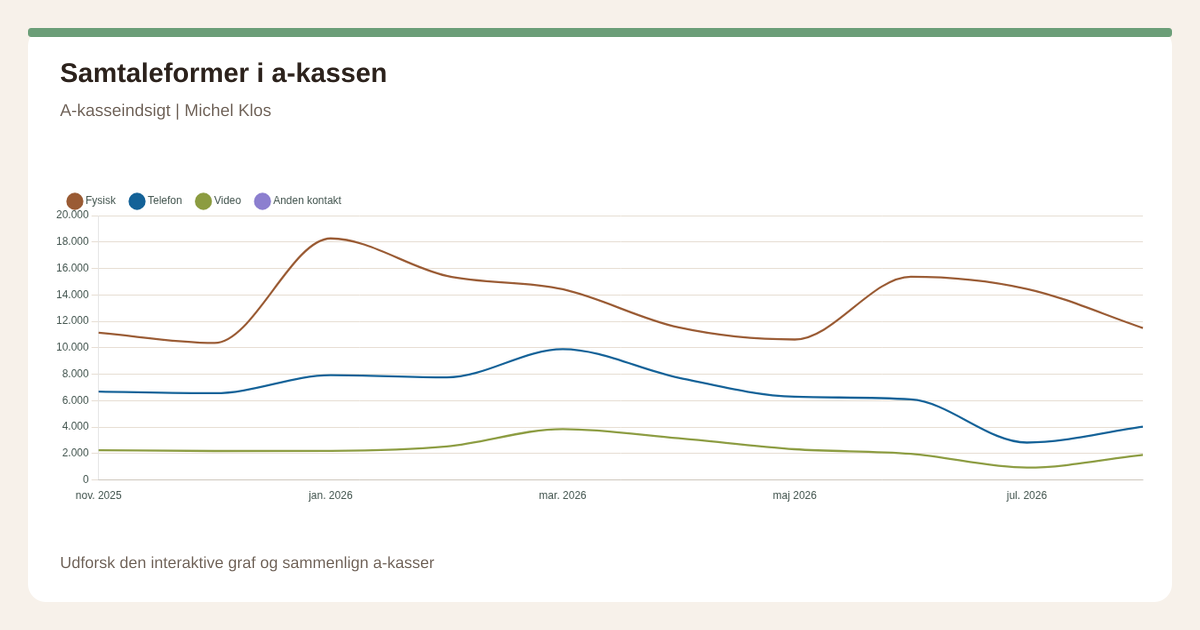 Samtaleformer i a-kassen
A-kasseindsigt | Michel Klos
Fysisk Telefon Video Anden kontakt
20.000
18.000
16.000
14.000
12.000
10.000
8.000
6.000
4.000
2.000
0
nov. 2025 jan. 2026 mar. 2026 maj 2026 jul. 2026
Udforsk den interaktive graf og sammenlign a-kasser